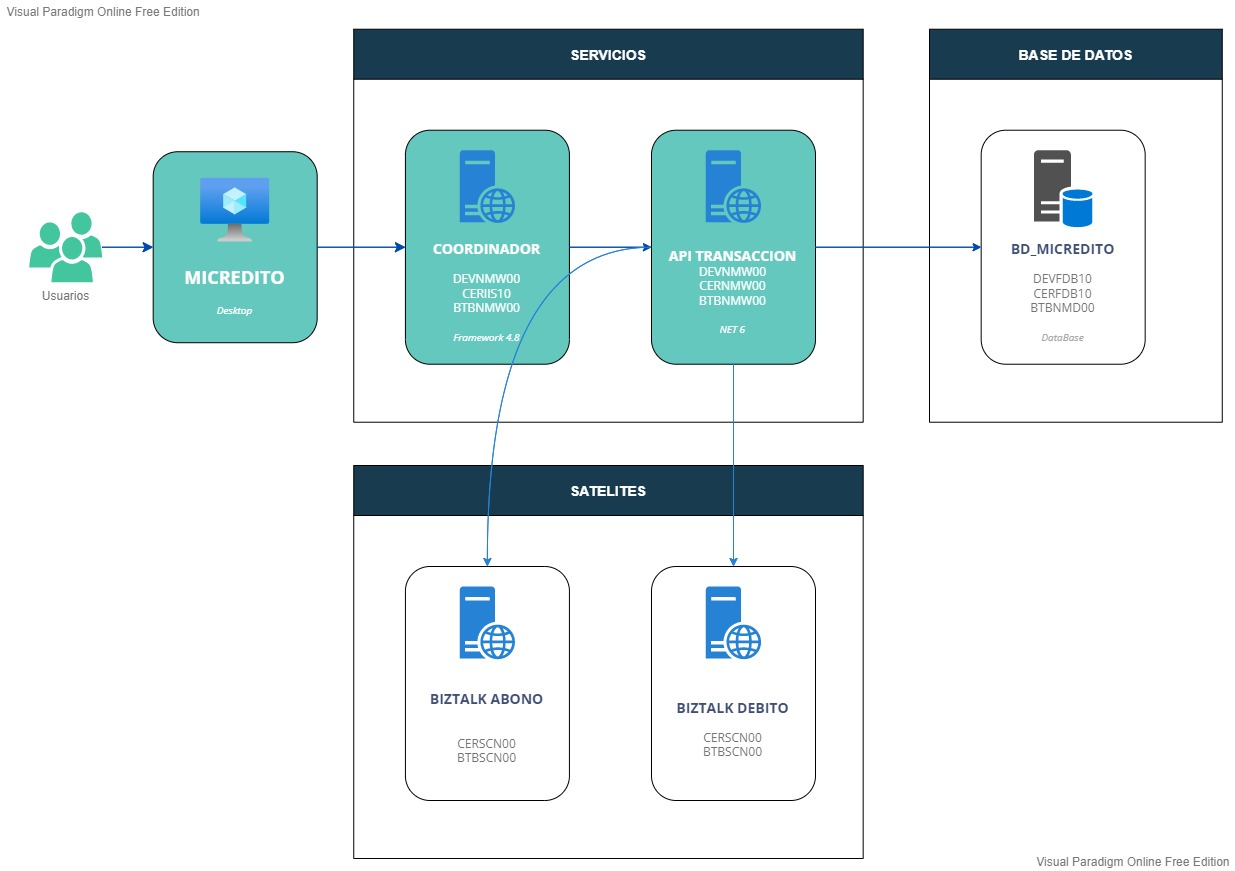 Visual Paradigm Online Free Edition
SERVICIOS
BASE DE DATOS
Usuarios
MICREDITO
Desktop
COORDINADOR
DEVNMW00
CERIIS10
BTBNMW00
Framework 4.8
API TRANSACCION
DEVNMW00
CERNMW00
BTBNMW00
NET 6
BD_MICREDITO
DEVFDB10
CERFDB10
BTBNMD00
DataBase
SATELITES
BIZTALK ABONO
CERSCN00
BTBSCN00
BIZTALK DEBITO
CERSCN00
BTBSCN00
Visual Paradigm Online Free Edition